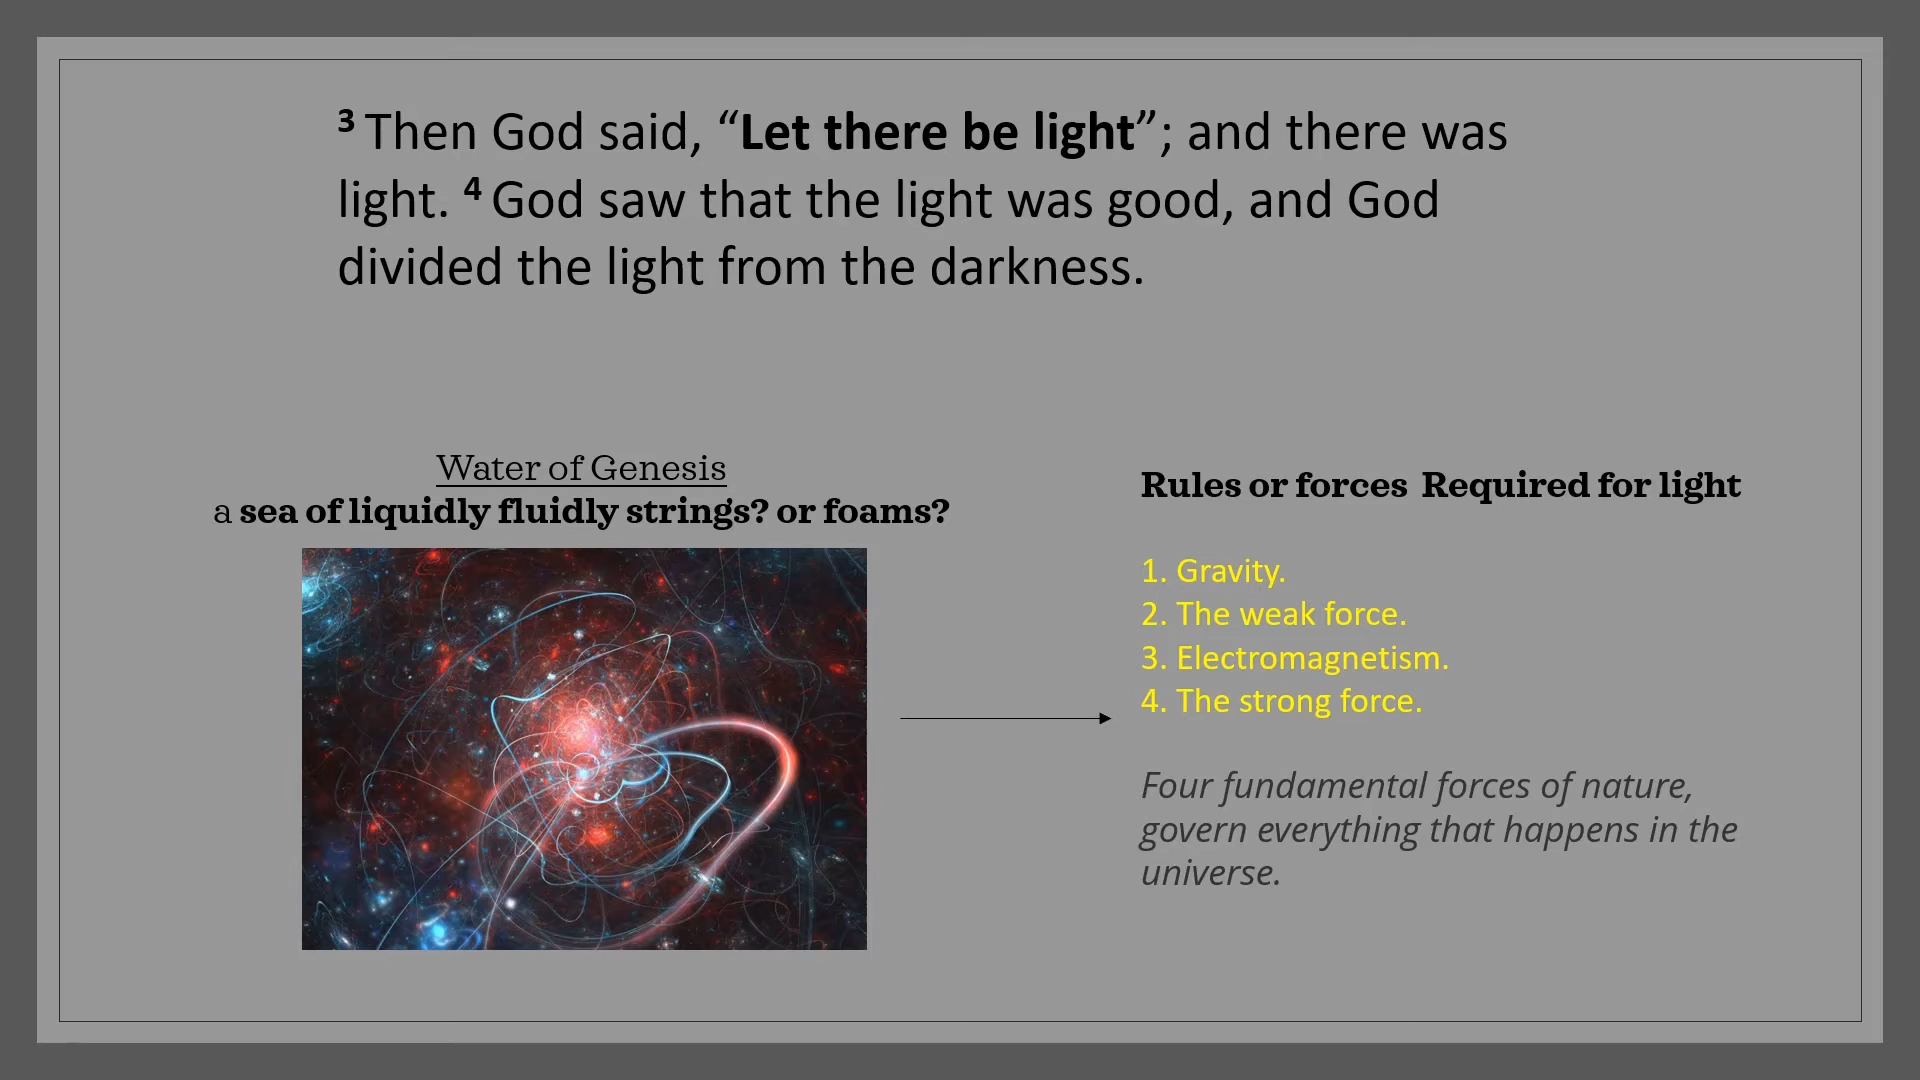 3 Then God said, “Let there be light”; and there was
light. 4 God saw that the light was good, and God
divided the light from the darkness.
Water of Genesis
a sea of liquidly fluidly strings? or foams?
Rules or forces  Required for light
1. Gravity.
2. The weak force.
3. Electromagnetism.
4. The strong force.
Four fundamental forces of nature,
govern everything that happens in the
universe.